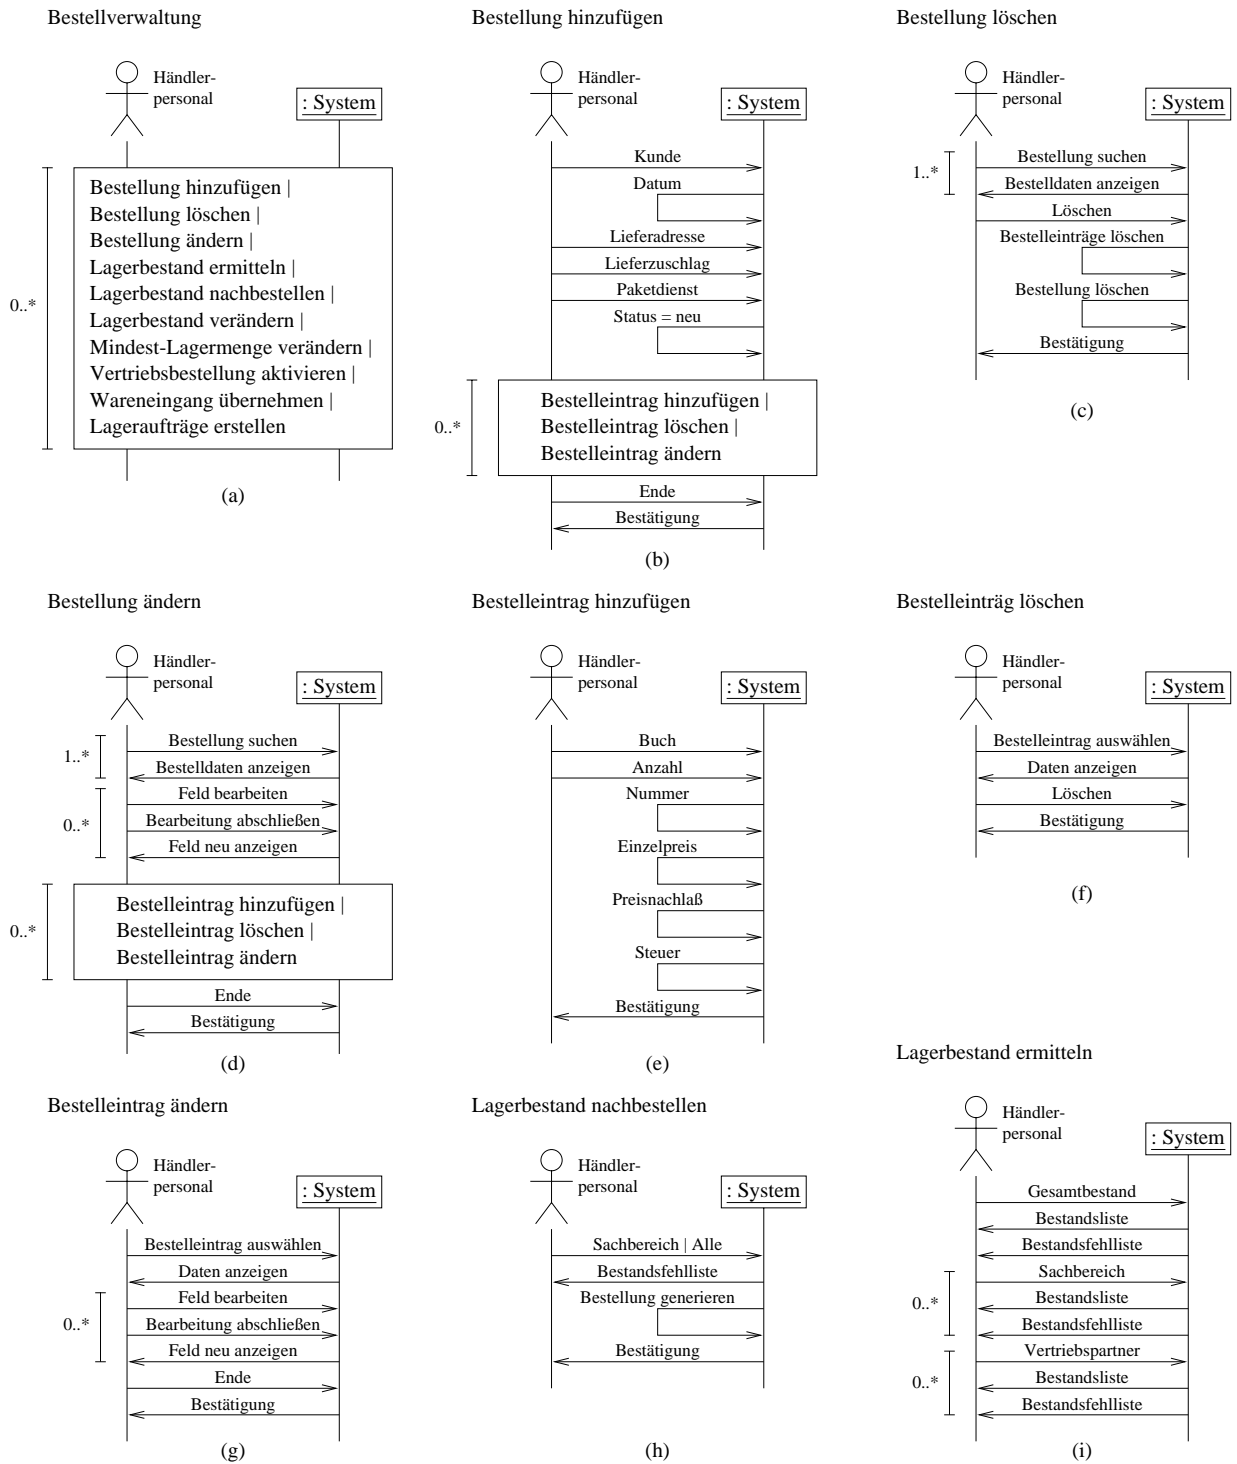 Bestellverwaltung
Händler-
personal
: System
0..*
Bestellung hinzufügen |
Bestellung löschen |
Bestellung ändern |
Lagerbestand ermitteln |
Lagerbestand nachbestellen |
Lagerbestand verändern |
Mindest-Lagermenge verändern |
Vertriebsbestellung aktivieren |
Wareneingang übernehmen |
Lageraufträge erstellen
(a)
Bestellung hinzufügen
Händler-
personal
: System
Kunde
Datum
Lieferadresse
Lieferzuschlag
Paketdienst
Status = neu
0..*
Bestelleintrag hinzufügen |
Bestelleintrag löschen |
Bestelleintrag ändern
Ende
Bestätigung
(b)
Bestellung löschen
Händler-
personal
: System
1..*
Bestellung suchen
Bestelldaten anzeigen
Löschen
Bestelleinträge löschen
Bestellung löschen
Bestätigung
(c)
Bestellung ändern
Händler-
personal
: System
1..*
Bestellung suchen
Bestelldaten anzeigen
0..*
Feld bearbeiten
Bearbeitung abschließen
Feld neu anzeigen
0..*
Bestelleintrag hinzufügen |
Bestelleintrag löschen |
Bestelleintrag ändern
Ende
Bestätigung
(d)
Bestelleintrag hinzufügen
Händler-
personal
: System
Buch
Anzahl
Nummer
Einzelpreis
Preisnachlaß
Steuer
Bestätigung
(e)
Bestelleinträg löschen
Händler-
personal
: System
Bestelleintrag auswählen
Daten anzeigen
Löschen
Bestätigung
(f)
Bestelleintrag ändern
Händler-
personal
: System
Bestelleintrag auswählen
Daten anzeigen
0..*
Feld bearbeiten
Bearbeitung abschließen
Feld neu anzeigen
Ende
Bestätigung
(g)
Lagerbestand nachbestellen
Händler-
personal
: System
Sachbereich | Alle
Bestandsfehlliste
Bestellung generieren
Bestätigung
(h)
Lagerbestand ermitteln
Händler-
personal
: System
Gesamtbestand
Bestandsliste
Bestandsfehlliste
0..*
Sachbereich
Bestandsliste
Bestandsfehlliste
0..*
Vertriebspartner
Bestandsliste
Bestandsfehlliste
(i)